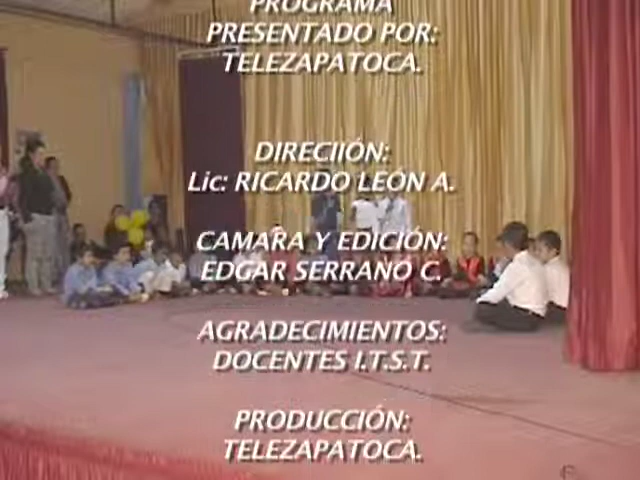 PROGRAMA
PRESENTADO POR:
TELEZAPATOCA.
DIRECIIÓN:
Lic: RICARDO LEÓN A.
CAMARA Y EDICIÓN:
EDGAR SERRANO C.
AGRADECIMIENTOS:
DOCENTES I.T.S.T.
PRODUCCIÓN:
TELEZAPATOCA.